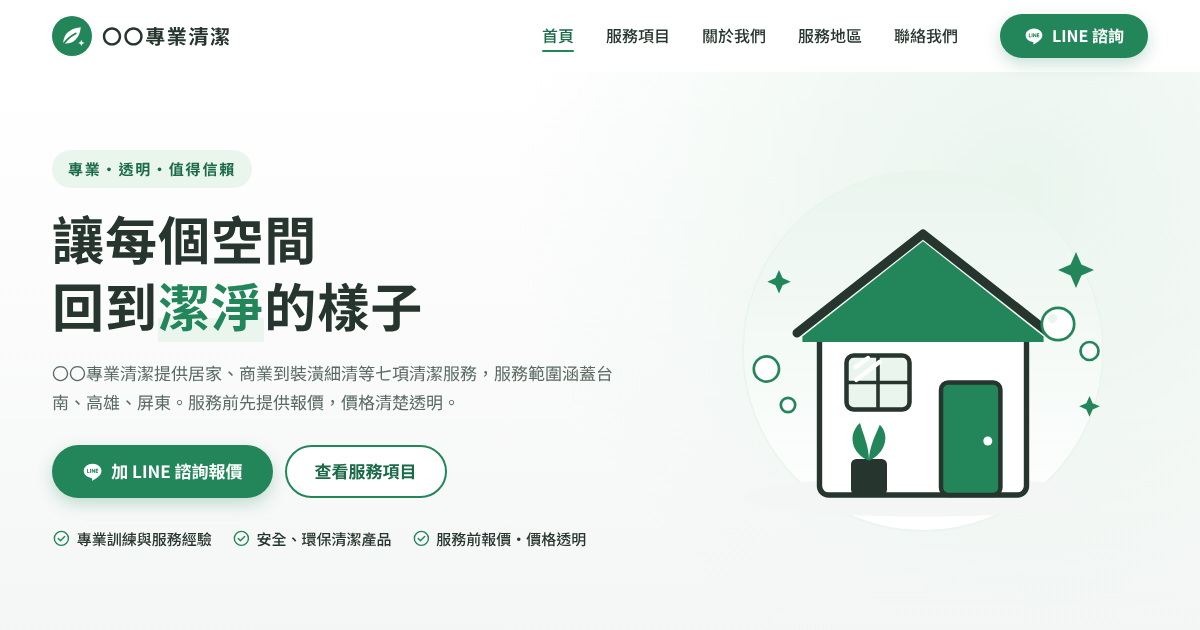 〇〇專業清潔
首頁
服務項目
關於我們
服務地區
聯絡我們
LINE 諮詢
專業・透明・值得信賴
讓每個空間
回到潔淨的樣子
〇〇專業清潔提供居家、商業到裝潢細清等七項清潔服務，服務範圍涵蓋台
南、高雄、屏東。服務前先提供報價，價格清楚透明。
加 LINE 諮詢報價
查看服務項目
專業訓練與服務經驗
安全、環保清潔產品
服務前報價・價格透明